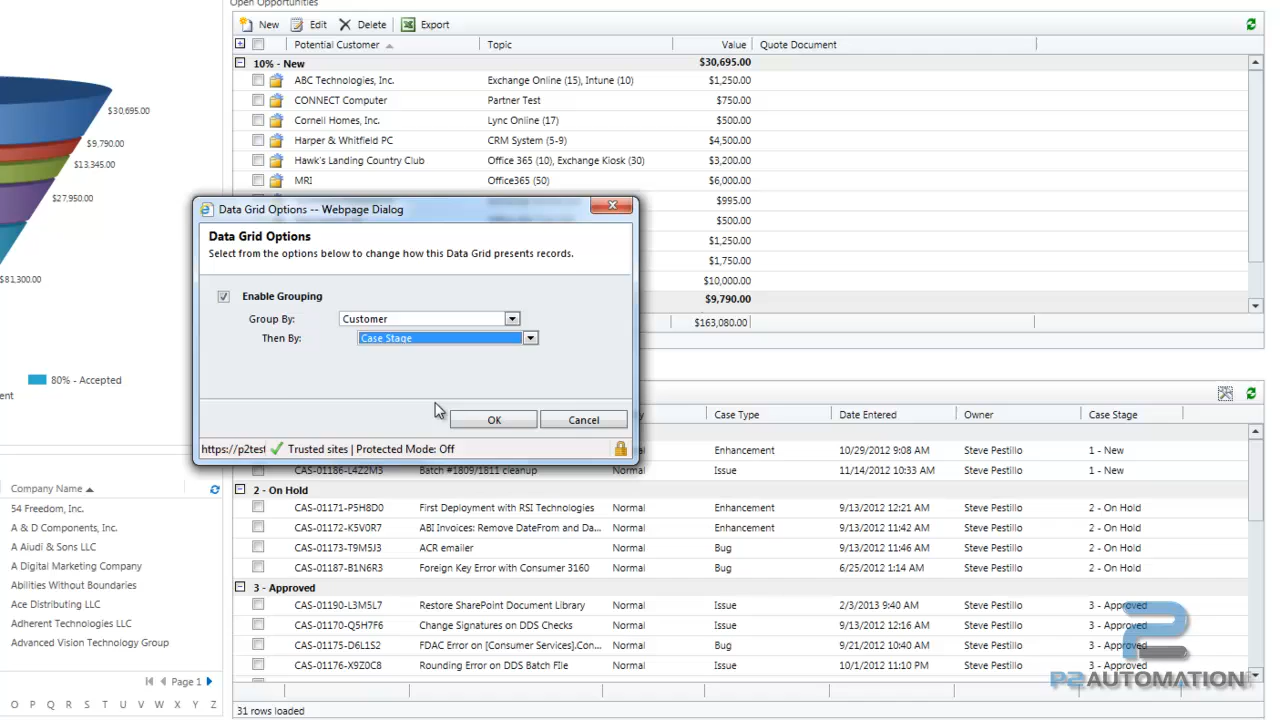 Open Opportunities
New Edit Delete Export
Potential Customer Topic Value Quote Document
10% - New $30,695.00
ABC Technologies, Inc. Exchange Online (15), Intune (10) $1,250.00
CONNECT Computer Partner Test $750.00
Cornell Homes, Inc. Lync Online (17) $500.00
Harper & Whitfield PC CRM System (5-9) $4,500.00
Hawk's Landing Country Club Office 365 (10), Exchange Kiosk (30) $3,200.00
MRI Office365 (50) $6,000.00
$995.00
$500.00
$1,250.00
$1,750.00
$10,000.00
$9,790.00
$163,080.00
$30,695.00
$9,790.00
$13,345.00
$27,950.00
$81,300.00
80% - Accepted
ent
Data Grid Options -- Webpage Dialog
Data Grid Options
Select from the options below to change how this Data Grid presents records.
Enable Grouping
Group By: Customer
Then By: Case Stage
OK Cancel
https://p2test Trusted sites | Protected Mode: Off
y Case Type Date Entered Owner Case Stage
Enhancement 10/29/2012 9:08 AM Steve Pestillo 1 - New
CAS-01186-L4Z2M3 Batch #1809/1811 cleanup Normal Issue 11/14/2012 10:33 AM Steve Pestillo 1 - New
2 - On Hold
CAS-01171-P5H8D0 First Deployment with RSI Technologies Normal Enhancement 9/13/2012 12:21 AM Steve Pestillo 2 - On Hold
CAS-01172-K5V0R7 ABI Invoices: Remove DateFrom and Da... Normal Enhancement 9/13/2012 11:42 AM Steve Pestillo 2 - On Hold
CAS-01173-T9M5J3 ACR emailer Normal Bug 9/13/2012 11:46 AM Steve Pestillo 2 - On Hold
CAS-01187-B1N6R3 Foreign Key Error with Consumer 3160 Normal Bug 6/25/2012 1:14 AM Steve Pestillo 2 - On Hold
3 - Approved
CAS-01190-L3M5L7 Restore SharePoint Document Library Normal Issue 2/3/2013 9:40 AM Steve Pestillo 3 - Approved
CAS-01170-Q5H7F6 Change Signatures on DDS Checks Normal Issue 9/13/2012 12:16 AM Steve Pestillo 3 - Approved
CAS-01175-D6L1S2 FDAC Error on [Consumer Services].Con... Normal Bug 9/21/2012 10:40 AM Steve Pestillo 3 - Approved
CAS-01176-X9Z0C8 Rounding Error on DDS Batch File Normal Issue 10/1/2012 11:10 PM Steve Pestillo 3 - Approved
31 rows loaded
Company Name
54 Freedom, Inc.
A & D Components, Inc.
A Aiudi & Sons LLC
A Digital Marketing Company
Abilities Without Boundaries
Ace Distributing LLC
Adherent Technologies LLC
Advanced Vision Technology Group
Page 1
O P Q R S T U V W X Y Z
P2 AUTOMATION